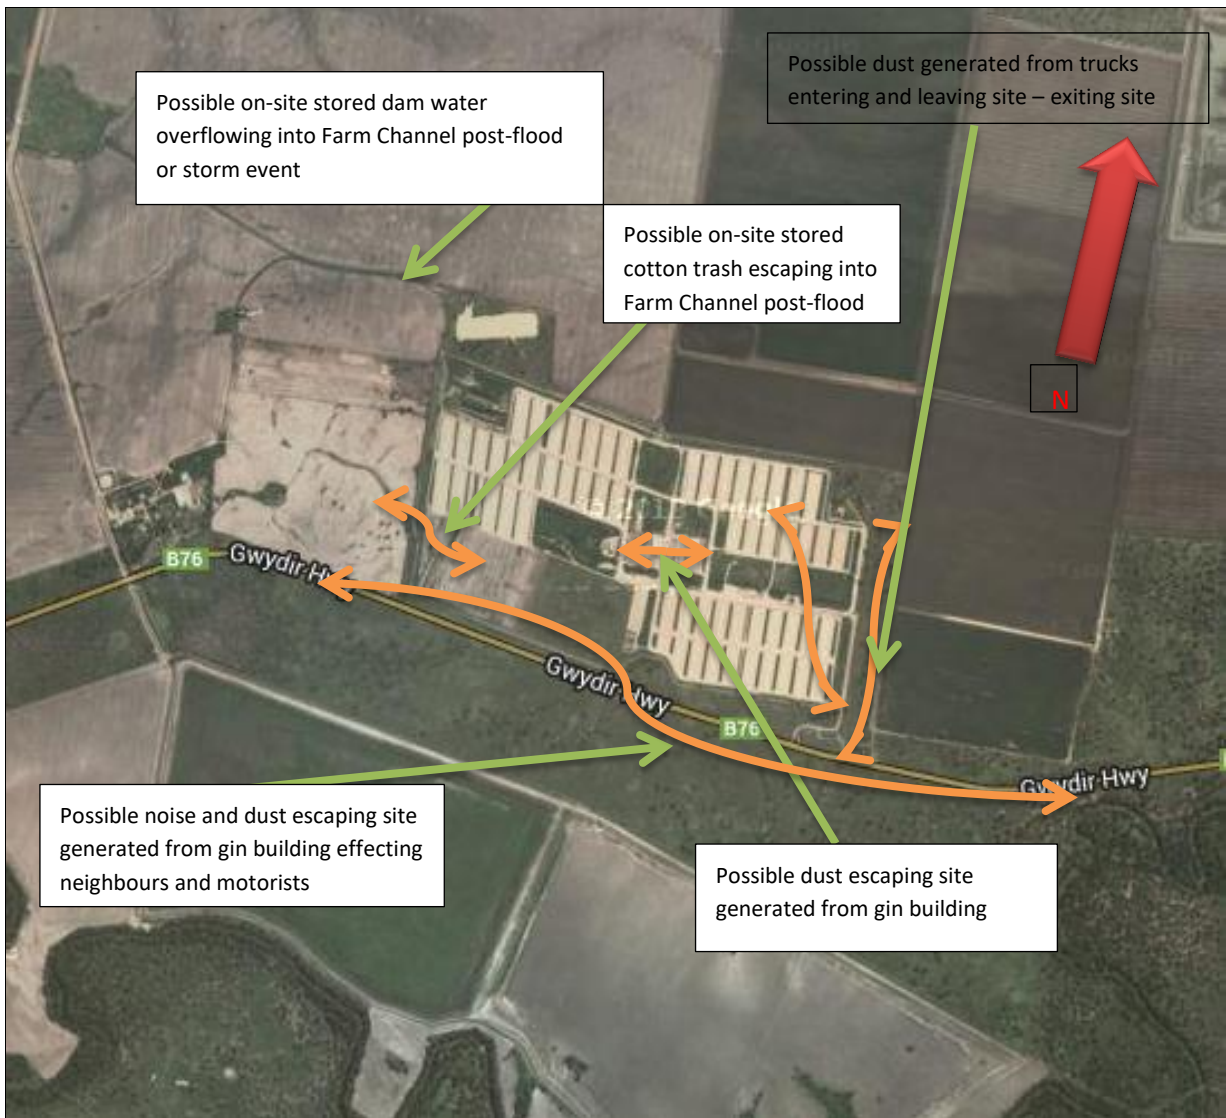 Possible dust generated from trucks
entering and leaving site – exiting site
Possible on-site stored dam water
overflowing into Farm Channel post-flood
or storm event
Possible on-site stored
cotton trash escaping into
Farm Channel post-flood
N
B76
Gwydir Hwy
Gwydir Hwy
B76
Gwydir Hwy
Possible noise and dust escaping site
generated from gin building effecting
neighbours and motorists
Possible dust escaping site
generated from gin building